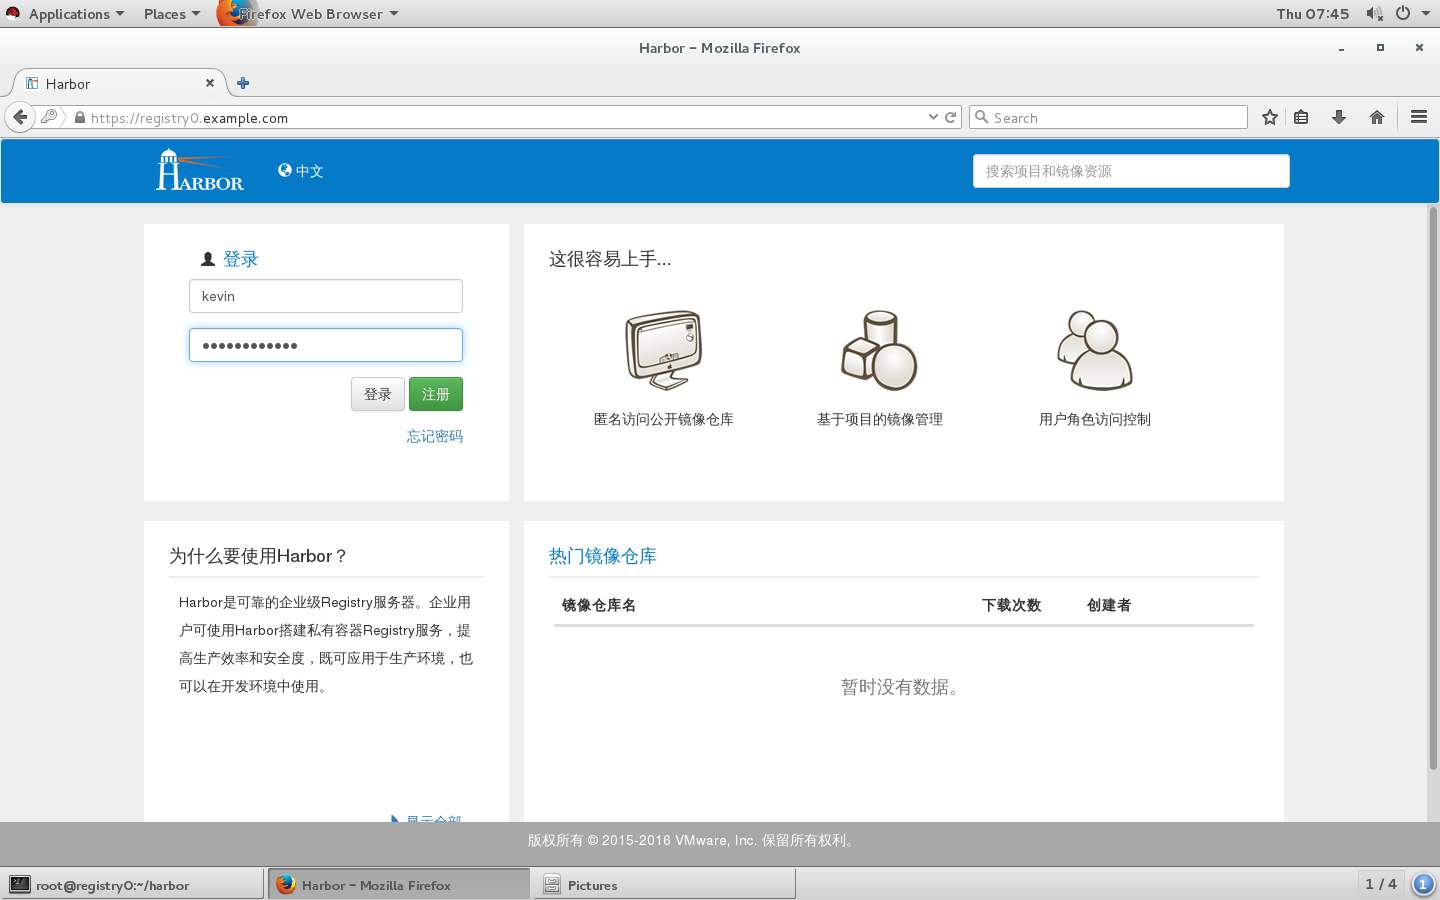 Applications Places Firefox Web Browser Thu 07:45
Harbor - Mozilla Firefox
Harbor
https://registry0.example.com Search
HARBOR 中文 搜索项目和镜像资源
登录
kevin
登录 注册
忘记密码
这很容易上手...
匿名访问公开镜像仓库 基于项目的镜像管理 用户角色访问控制
为什么要使用Harbor？
Harbor是可靠的企业级Registry服务器。企业用
户可使用Harbor搭建私有容器Registry服务，提
高生产效率和安全度，既可应用于生产环境，也
可以在开发环境中使用。
显示全部
热门镜像仓库
镜像仓库名 下载次数 创建者
暂时没有数据。
版权所有 © 2015-2016 VMware, Inc. 保留所有权利。
root@registry0:~/harbor Harbor - Mozilla Firefox Pictures 1 / 4 1